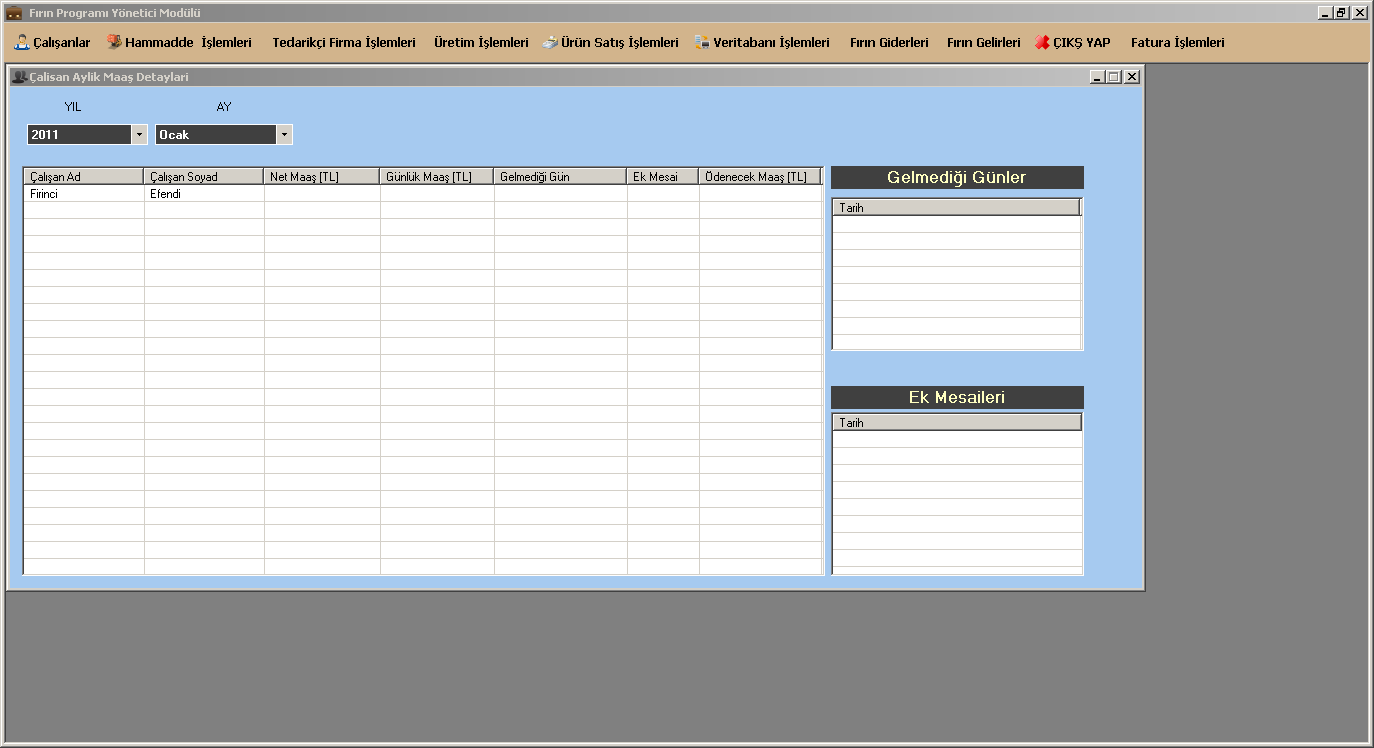 Fırın Programı Yönetici Modülü
Çalışanlar Hammadde İşlemleri Tedarikçi Firma İşlemleri Üretim İşlemleri Ürün Satış İşlemleri Veritabanı İşlemleri Fırın Giderleri Fırın Gelirleri ÇIKŞ YAP Fatura İşlemleri
Çalisan Aylik Maaş Detaylari
YIL AY
2011 Ocak
Çalışan Ad Çalışan Soyad Net Maaş [TL] Günlük Maaş [TL] Gelmediği Gün Ek Mesai Ödenecek Maaş [TL]
Firinci Efendi
Gelmediği Günler
Tarih
Ek Mesaileri
Tarih